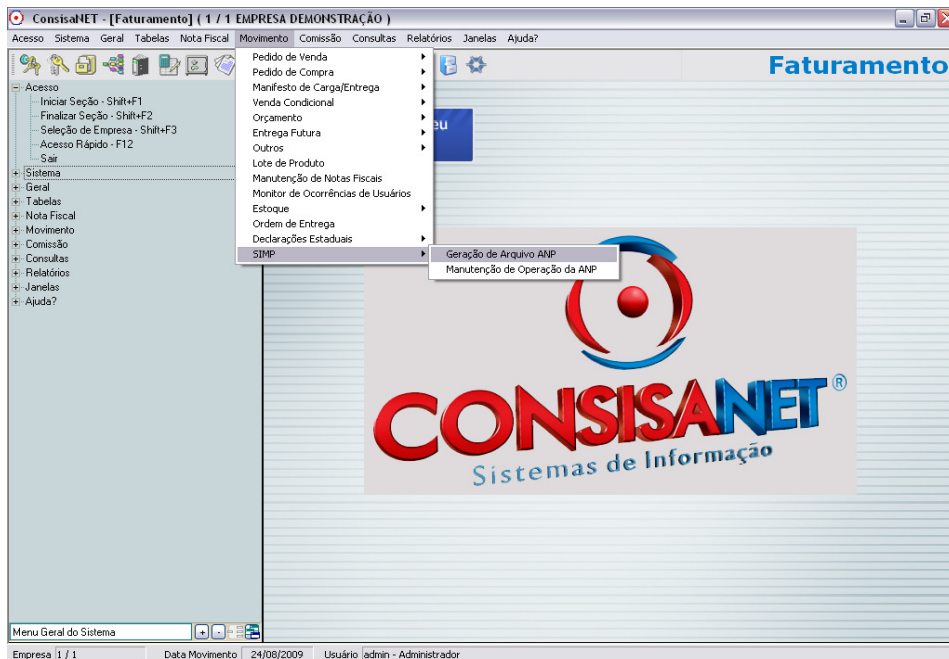 ConsisaNET - [Faturamento] ( 1 / 1 EMPRESA DEMONSTRAÇÃO )
Acesso Sistema Geral Tabelas Nota Fiscal Movimento Comissão Consultas Relatórios Janelas Ajuda?
Faturamento
Acesso
Iniciar Seção - Shift+F1
Finalizar Seção - Shift+F2
Seleção de Empresa - Shift+F3
Acesso Rápido - F12
Sair
Sistema
Geral
Tabelas
Nota Fiscal
Movimento
Comissão
Consultas
Relatórios
Janelas
Ajuda?
Pedido de Venda
Pedido de Compra
Manifesto de Carga/Entrega
Venda Condicional
Orçamento
Entrega Futura
Outros
Lote de Produto
Manutenção de Notas Fiscais
Monitor de Ocorrências de Usuários
Estoque
Ordem de Entrega
Declarações Estaduais
SIMP
Geração de Arquivo ANP
Manutenção de Operação da ANP
eu
CONSISANET®
Sistemas de Informação
Menu Geral do Sistema
Empresa 1 / 1 Data Movimento 24/08/2009 Usuário admin - Administrador